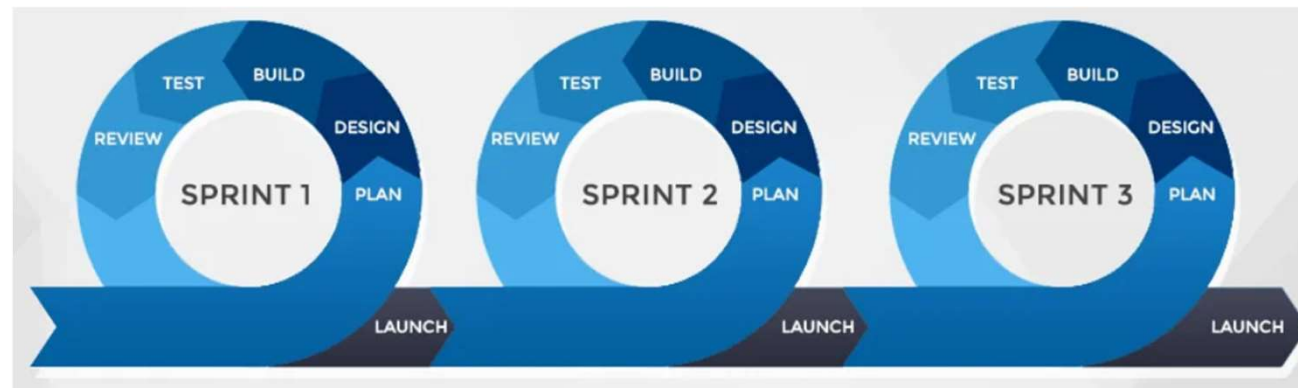 TEST
BUILD
REVIEW
DESIGN
SPRINT 1
PLAN
LAUNCH
TEST
BUILD
REVIEW
DESIGN
SPRINT 2
PLAN
LAUNCH
TEST
BUILD
REVIEW
DESIGN
SPRINT 3
PLAN
LAUNCH